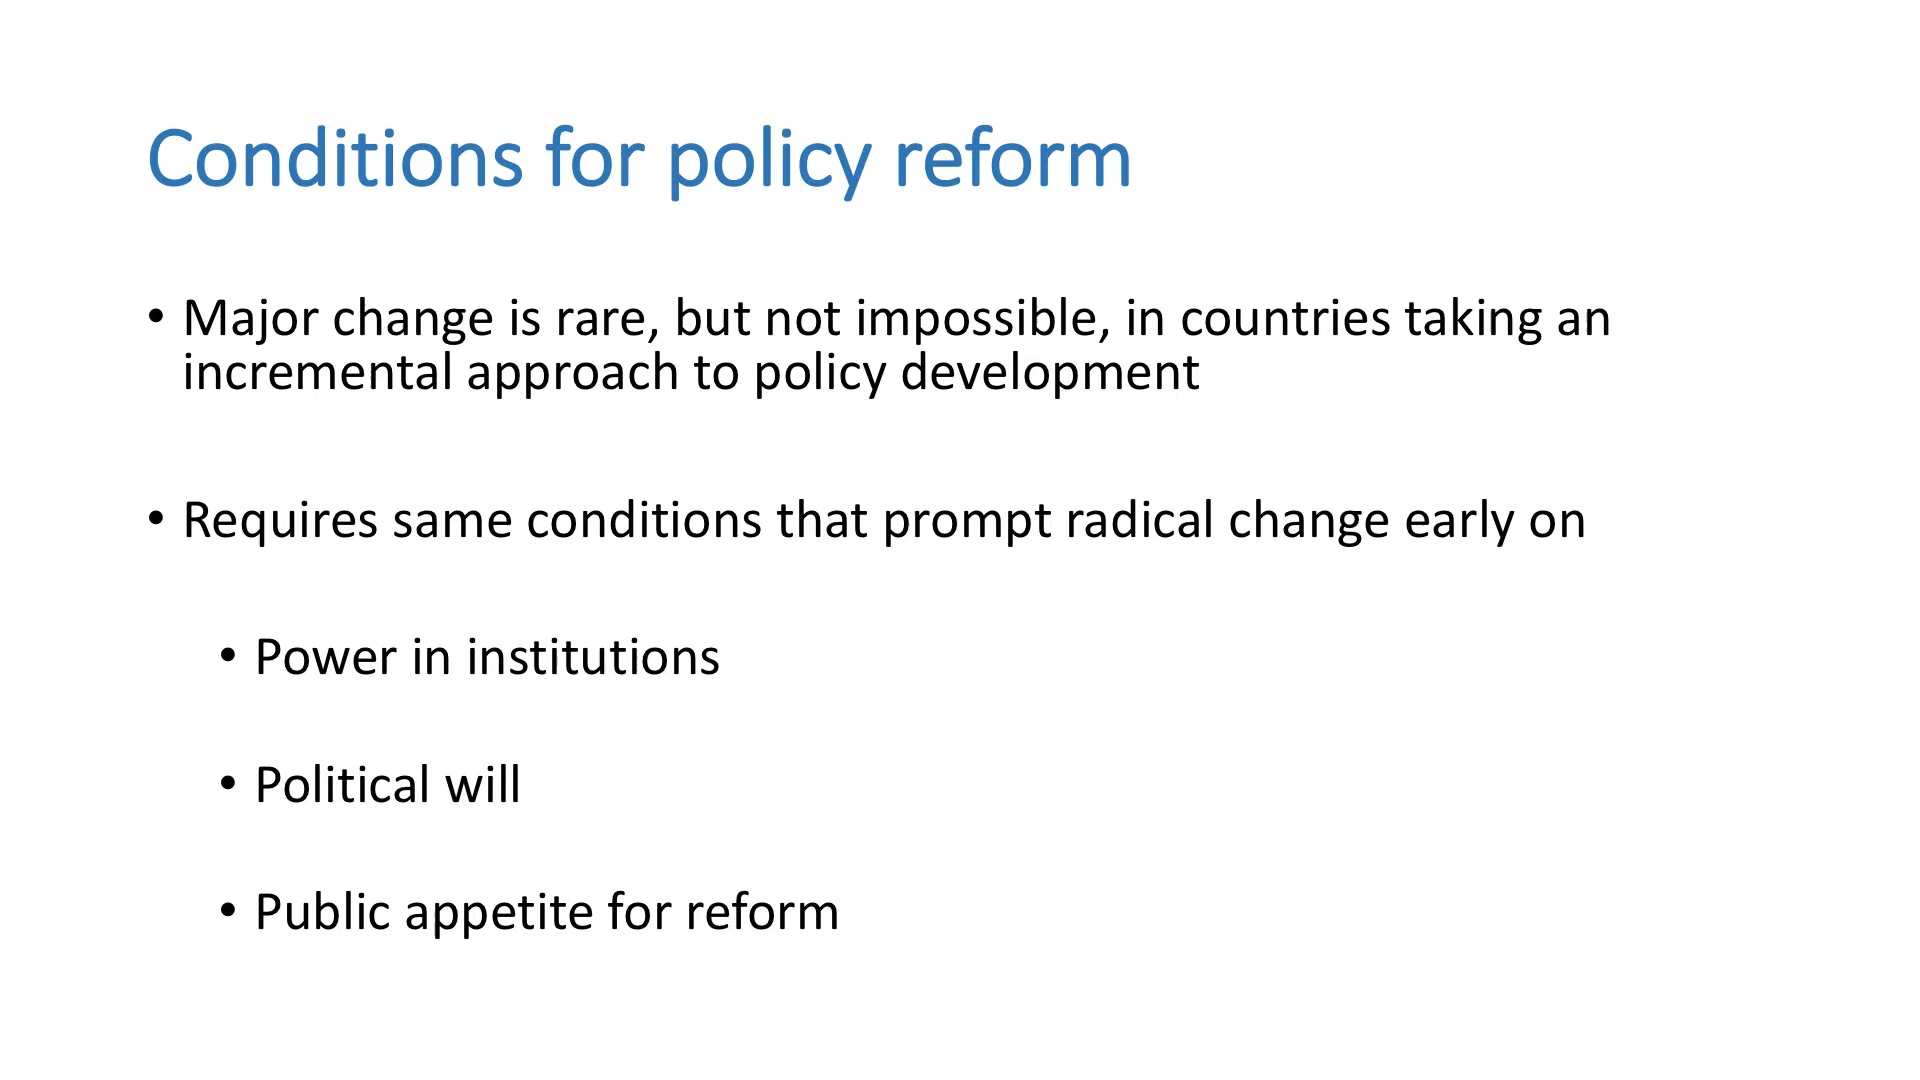 Conditions for policy reform
• Major change is rare, but not impossible, in countries taking an
incremental approach to policy development
• Requires same conditions that prompt radical change early on
• Power in institutions
• Political will
• Public appetite for reform